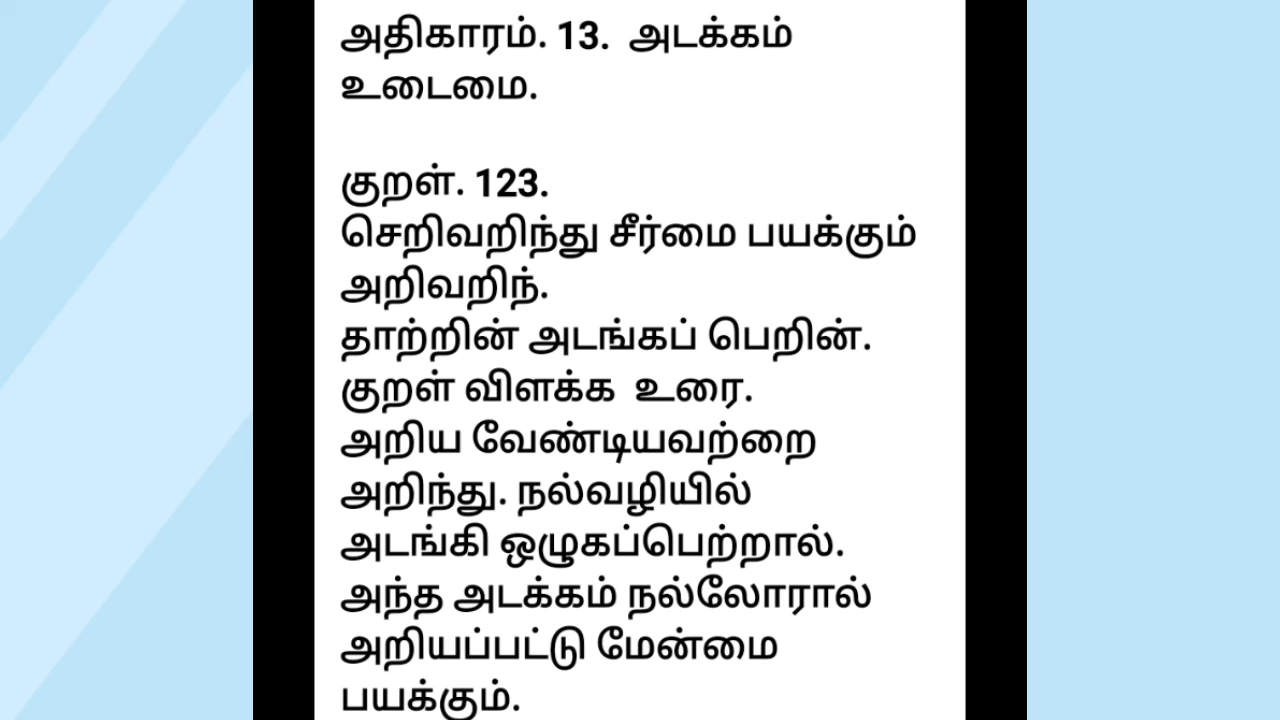 அதிகாரம். 13. அடக்கம்
உடைமை.
குறள். 123.
செறிவறிந்து சீர்மை பயக்கும்
அறிவறிந்.
தாற்றின் அடங்கப் பெறின்.
குறள் விளக்க உரை.
அறிய வேண்டியவற்றை
அறிந்து. நல்வழியில்
அடங்கி ஒழுகப்பெற்றால்.
அந்த அடக்கம் நல்லோரால்
அறியப்பட்டு மேன்மை
பயக்கும்.